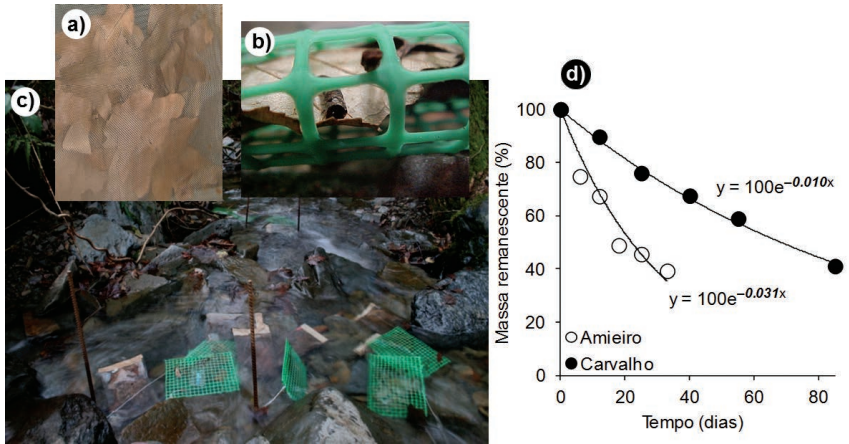 a)
b)
c)
d)
Massa remanescente (%)
100
80
60
40
20
0
y = 100e^–0.010x
y = 100e^–0.031x
Amieiro
Carvalho
0 20 40 60 80
Tempo (dias)